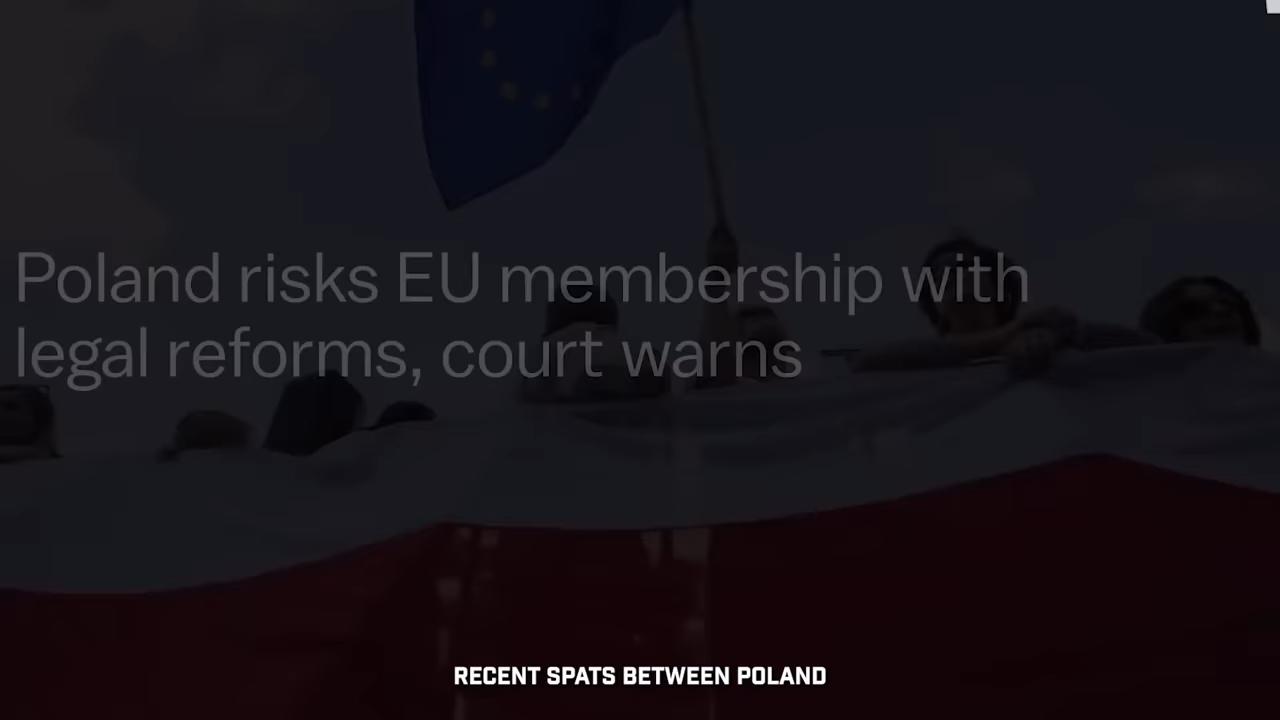 Poland risks EU membership with
legal reforms, court warns
RECENT SPATS BETWEEN POLAND